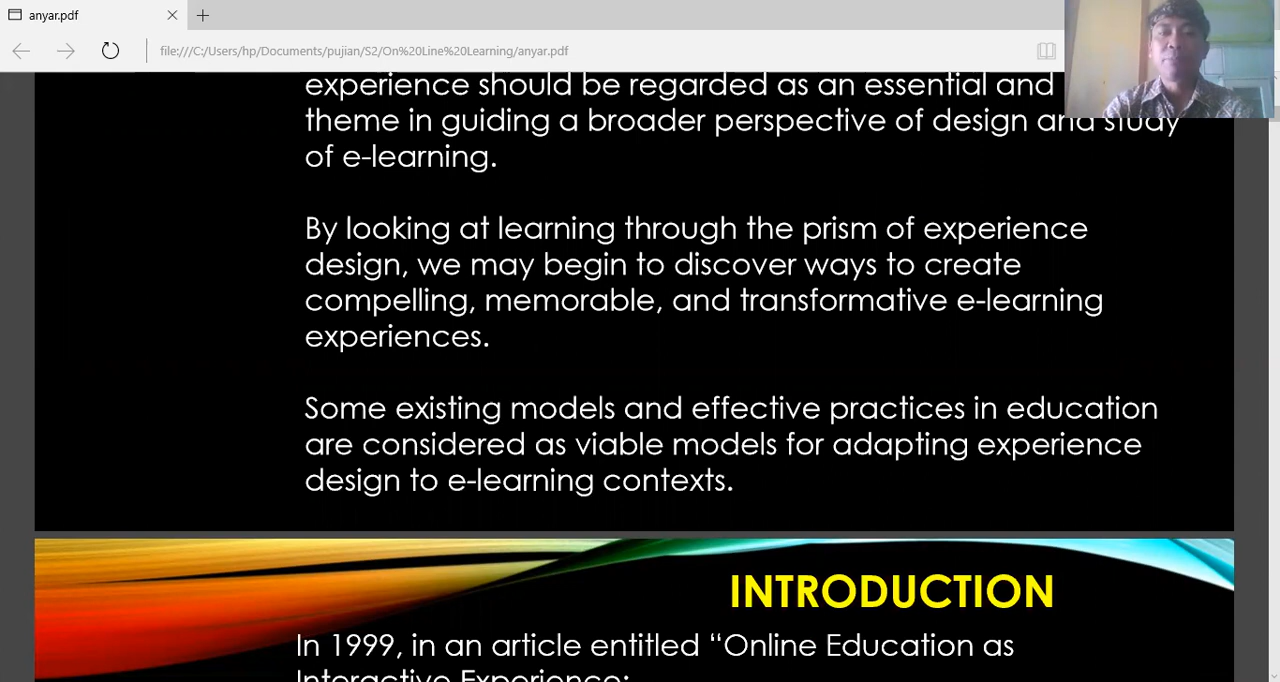 anyar.pdf
file:///C:/Users/hp/Documents/pujian/S2/On%20Line%20Learning/anyar.pdf
experience should be regarded as an essential and
theme in guiding a broader perspective of design and study
of e-learning.
By looking at learning through the prism of experience
design, we may begin to discover ways to create
compelling, memorable, and transformative e-learning
experiences.
Some existing models and effective practices in education
are considered as viable models for adapting experience
design to e-learning contexts.
INTRODUCTION
In 1999, in an article entitled “Online Education as
Interactive Experience: